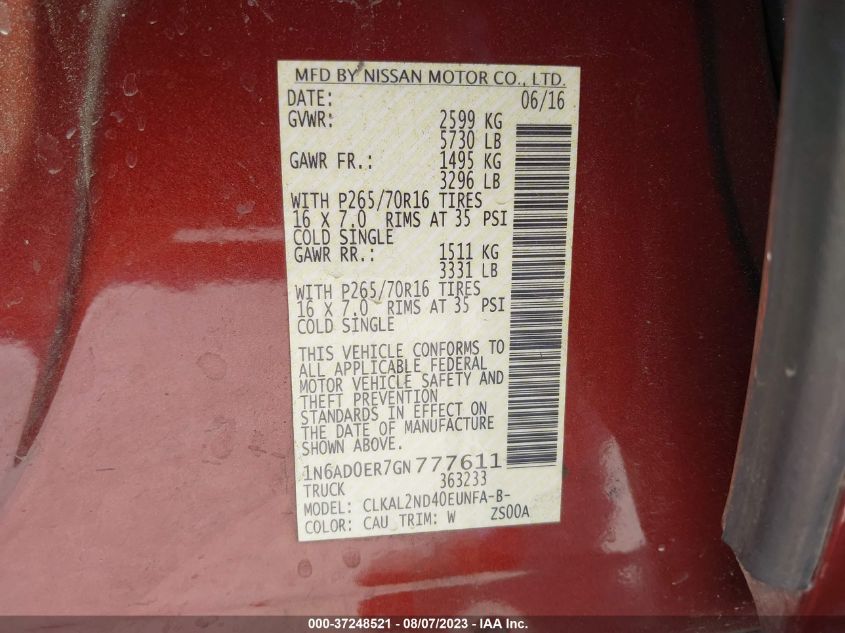 MFD BY NISSAN MOTOR CO., LTD.
DATE: 06/16
GVWR: 2599 KG
5730 LB
GAWR FR.: 1495 KG
3296 LB
WITH P265/70R16 TIRES
16 X 7.0 RIMS AT 35 PSI
COLD SINGLE
GAWR RR.: 1511 KG
3331 LB
WITH P265/70R16 TIRES
16 X 7.0 RIMS AT 35 PSI
COLD SINGLE
THIS VEHICLE CONFORMS TO
ALL APPLICABLE FEDERAL
MOTOR VEHICLE SAFETY AND
THEFT PREVENTION
STANDARDS IN EFFECT ON
THE DATE OF MANUFACTURE
SHOWN ABOVE.
1N6AD0ER7GN777611
TRUCK 363233
MODEL: CLKAL2ND40EUNFA-B-
COLOR: CAU TRIM: W ZS00A
000-37248521 - 08/07/2023 - IAA Inc.